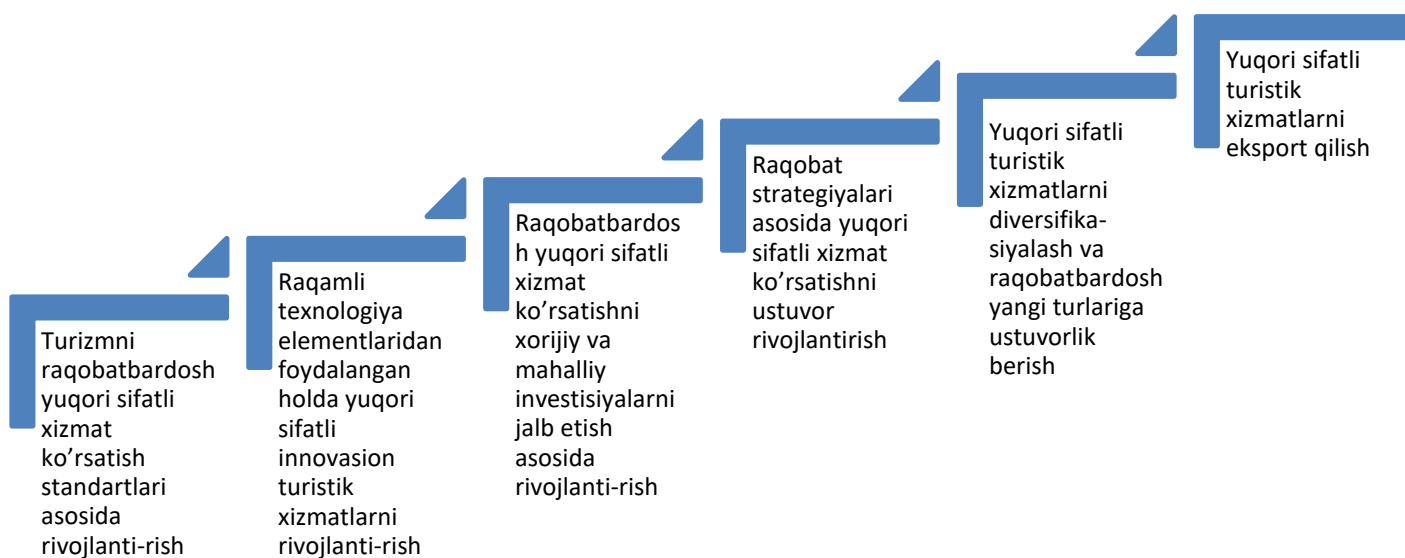 Turizmni
raqobatbardosh
yuqori sifatli
xizmat
ko’rsatish
standartlari
asosida
rivojlanti-rish
Raqamli
texnologiya
elementlaridan
foydalangan
holda yuqori
sifatli
innovasion
turistik
xizmatlarni
rivojlanti-rish
Raqobatbardos
h yuqori sifatli
xizmat
ko’rsatishni
xorijiy va
mahalliy
investisiyalarni
jalb etish
asosida
rivojlanti-rish
Raqobat
strategiyalari
asosida yuqori
sifatli xizmat
ko’rsatishni
ustuvor
rivojlantirish
Yuqori sifatli
turistik
xizmatlarni
diversifika-
siyalash va
raqobatbardosh
yangi turlariga
ustuvorlik
berish
Yuqori sifatli
turistik
xizmatlarni
eksport qilish